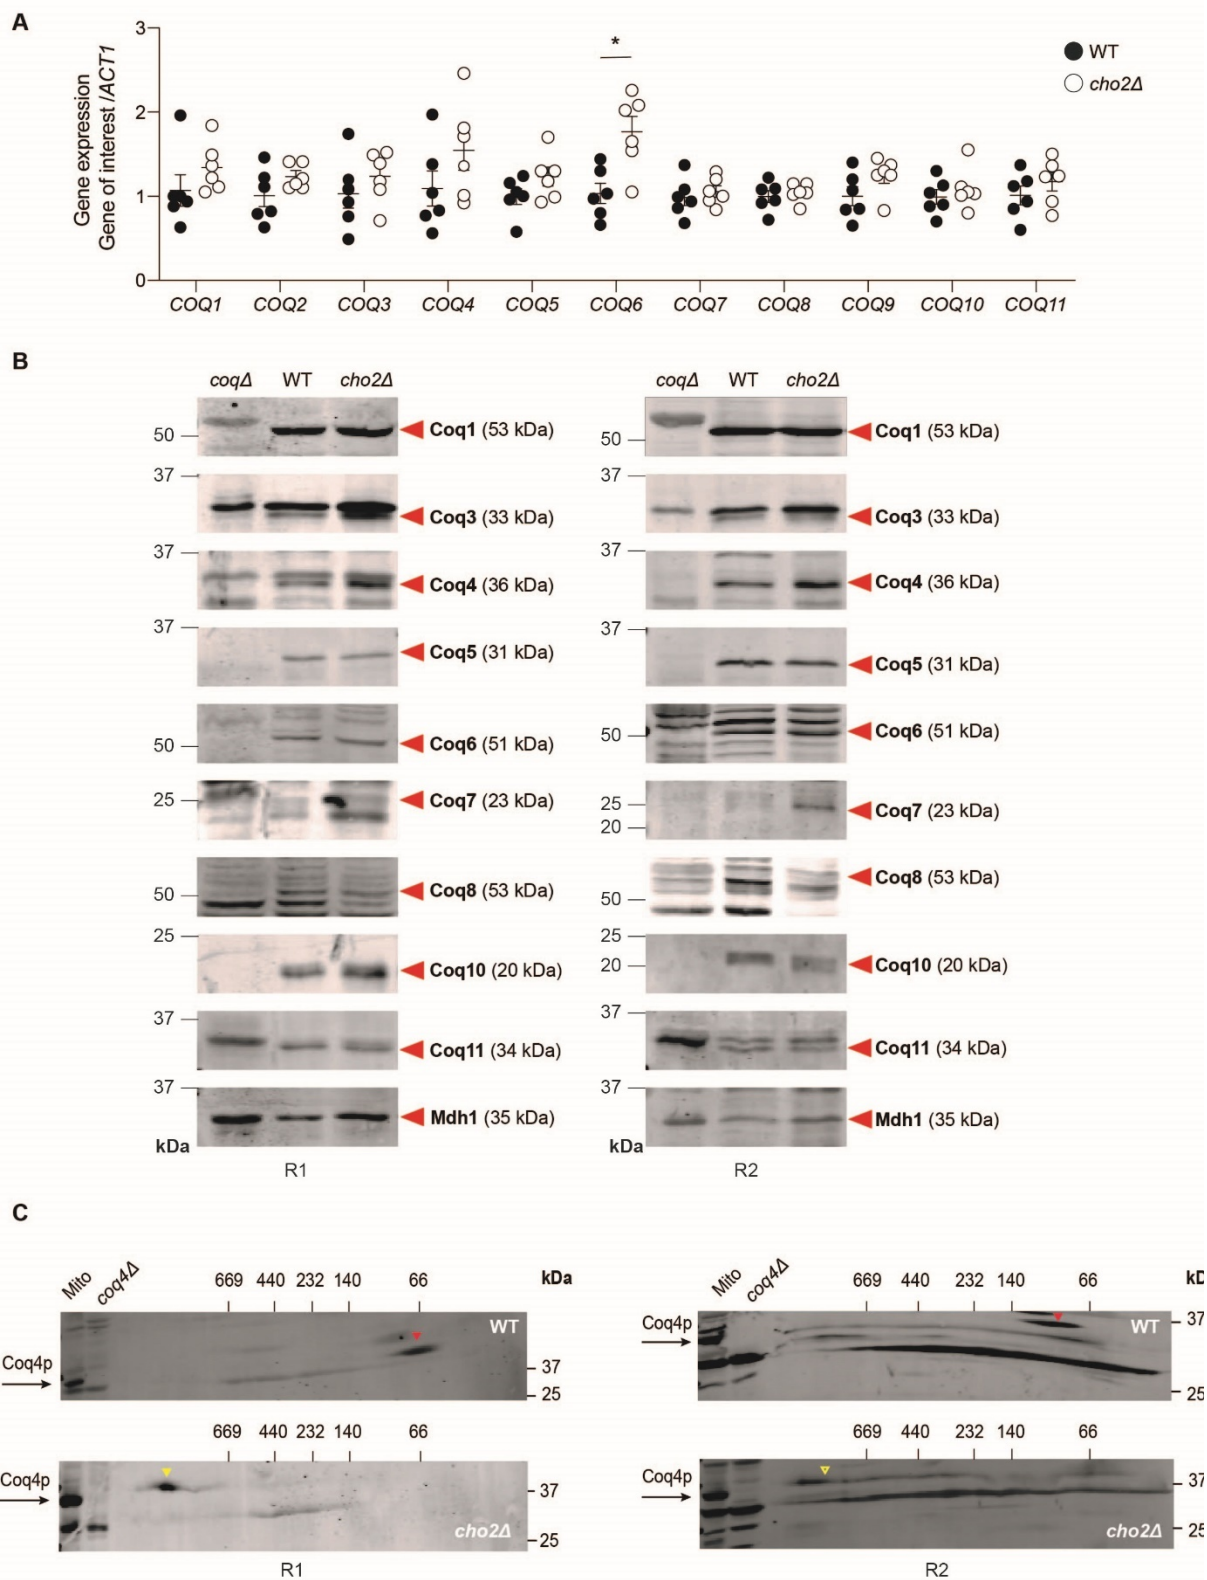 A
3
2
1
0
Gene expression
Gene of interest /ACT1
*
WT
cho2Δ
COQ1 COQ2 COQ3 COQ4 COQ5 COQ6 COQ7 COQ8 COQ9 COQ10 COQ11
B
coqΔ WT cho2Δ
50
Coq1 (53 kDa)
37
Coq3 (33 kDa)
37
Coq4 (36 kDa)
37
Coq5 (31 kDa)
50
Coq6 (51 kDa)
25
Coq7 (23 kDa)
50
Coq8 (53 kDa)
25
Coq10 (20 kDa)
37
Coq11 (34 kDa)
37
Mdh1 (35 kDa)
kDa
R1
coqΔ WT cho2Δ
50
Coq1 (53 kDa)
37
Coq3 (33 kDa)
37
Coq4 (36 kDa)
37
Coq5 (31 kDa)
50
Coq6 (51 kDa)
25
20
Coq7 (23 kDa)
50
Coq8 (53 kDa)
25
20
Coq10 (20 kDa)
37
Coq11 (34 kDa)
37
Mdh1 (35 kDa)
kDa
R2
C
Mito coq4Δ 669 440 232 140 66 kDa
WT
Coq4p
37
25
669 440 232 140 66
Coq4p
37
25
cho2Δ
R1
Mito coq4Δ 669 440 232 140 66 kD
WT
Coq4p
37
25
669 440 232 140 66
Coq4p
37
25
cho2Δ
R2